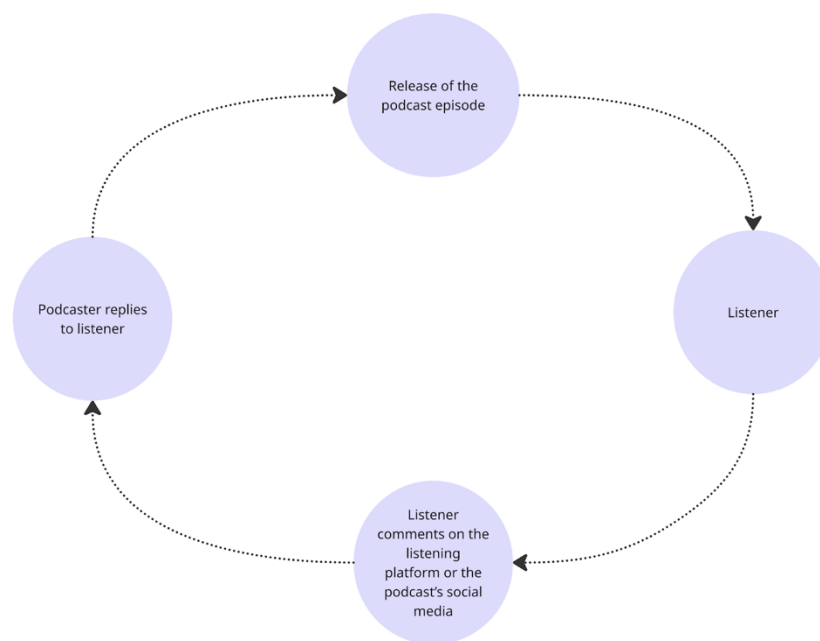 Release of the
podcast episode
Podcaster replies
to listener
Listener
Listener
comments on the
listening
platform or the
podcast’s social
media